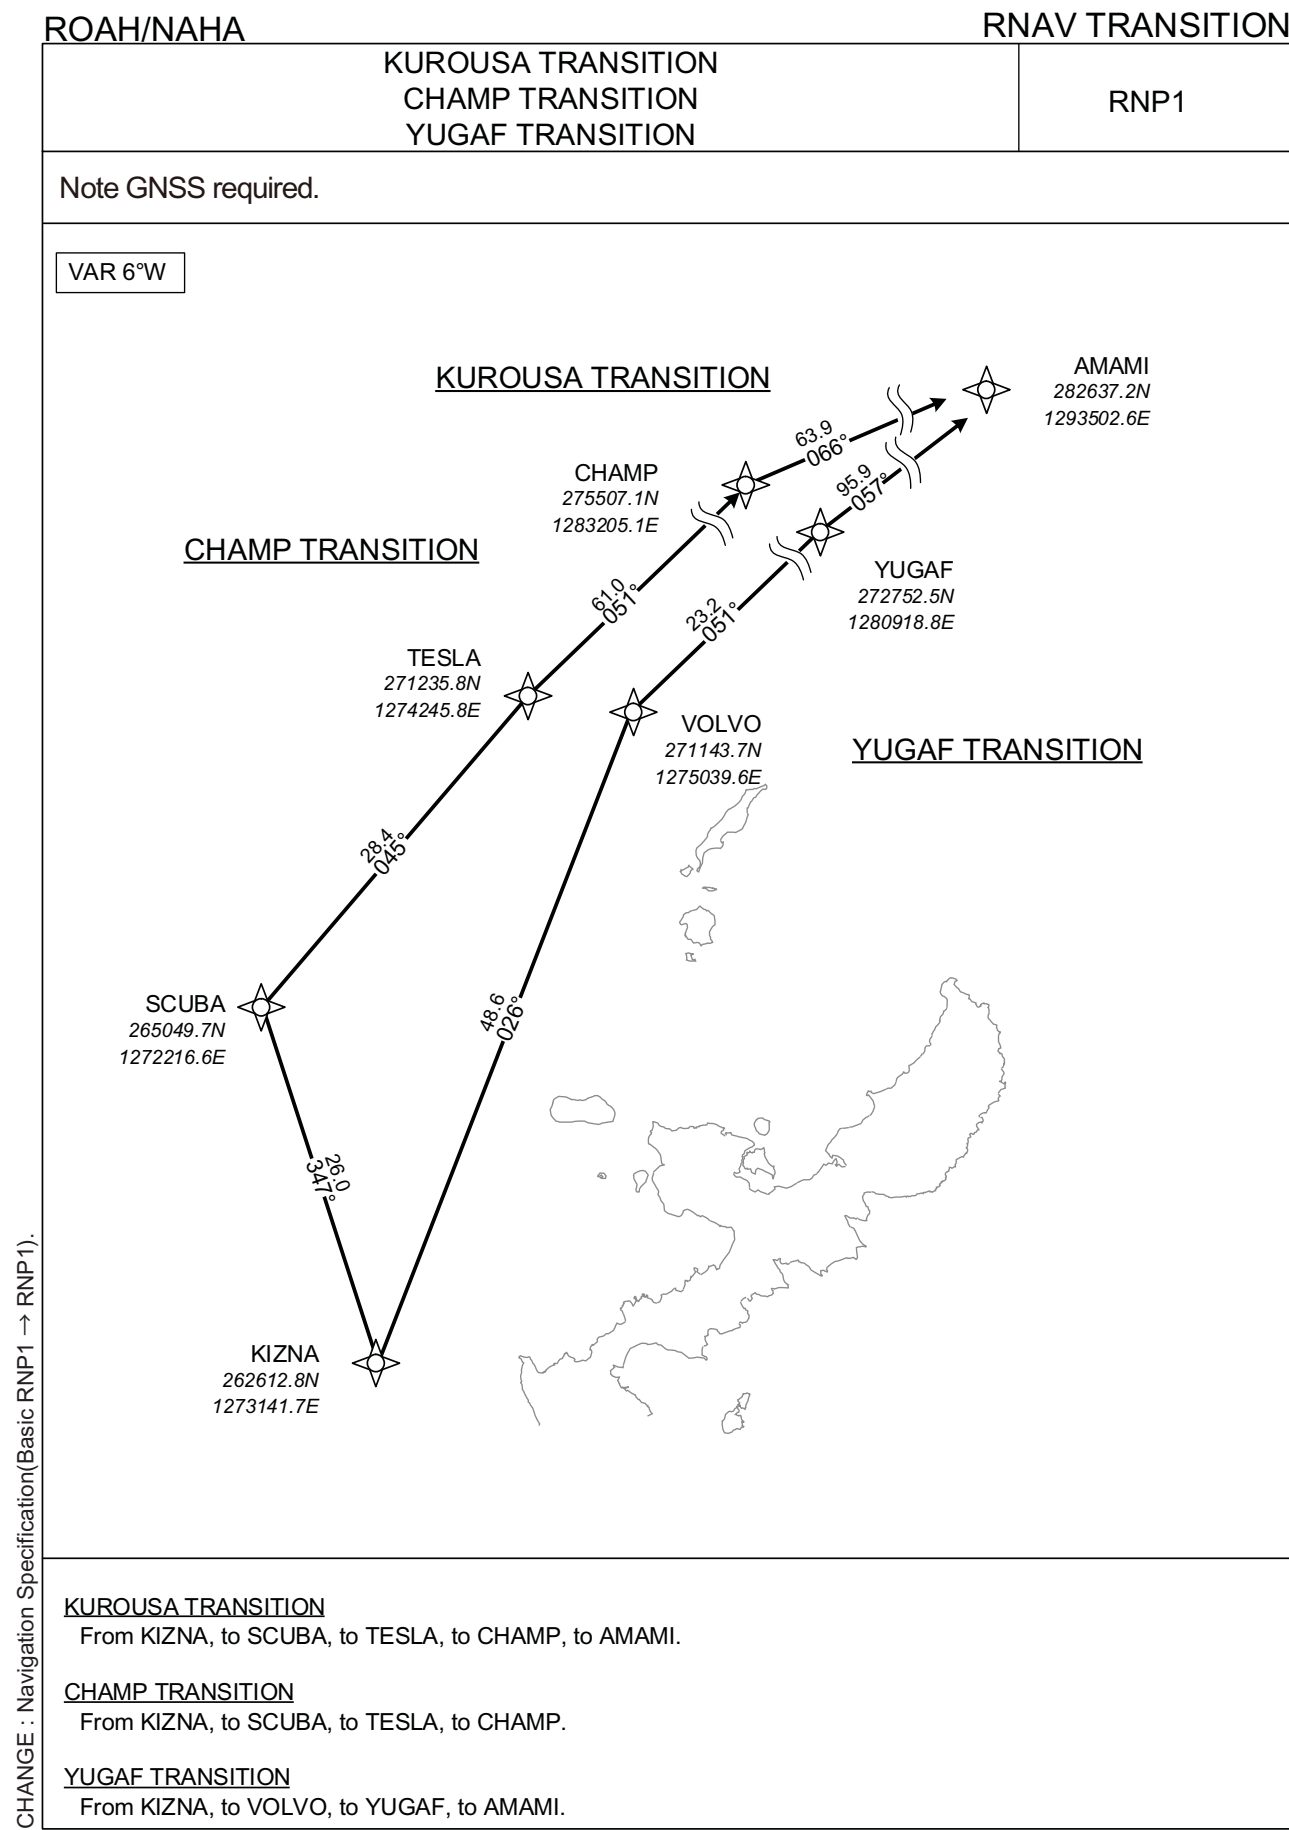 ROAH/NAHA
RNAV TRANSITION
KUROUSA TRANSITION
CHAMP TRANSITION
YUGAF TRANSITION
RNP1
Note GNSS required.
VAR 6°W
KUROUSA TRANSITION
AMAMI
282637.2N
1293502.6E
63.9
066°
CHAMP
275507.1N
1283205.1E
95.9
057°
CHAMP TRANSITION
YUGAF
272752.5N
1280918.8E
61.0
051°
23.2
051°
TESLA
271235.8N
1274245.8E
VOLVO
271143.7N
1275039.6E
YUGAF TRANSITION
28.4
045°
SCUBA
265049.7N
1272216.6E
48.6
026°
26.0
347°
KIZNA
262612.8N
1273141.7E
CHANGE : Navigation Specification(Basic RNP1 → RNP1).
KUROUSA TRANSITION
From KIZNA, to SCUBA, to TESLA, to CHAMP, to AMAMI.
CHAMP TRANSITION
From KIZNA, to SCUBA, to TESLA, to CHAMP.
YUGAF TRANSITION
From KIZNA, to VOLVO, to YUGAF, to AMAMI.